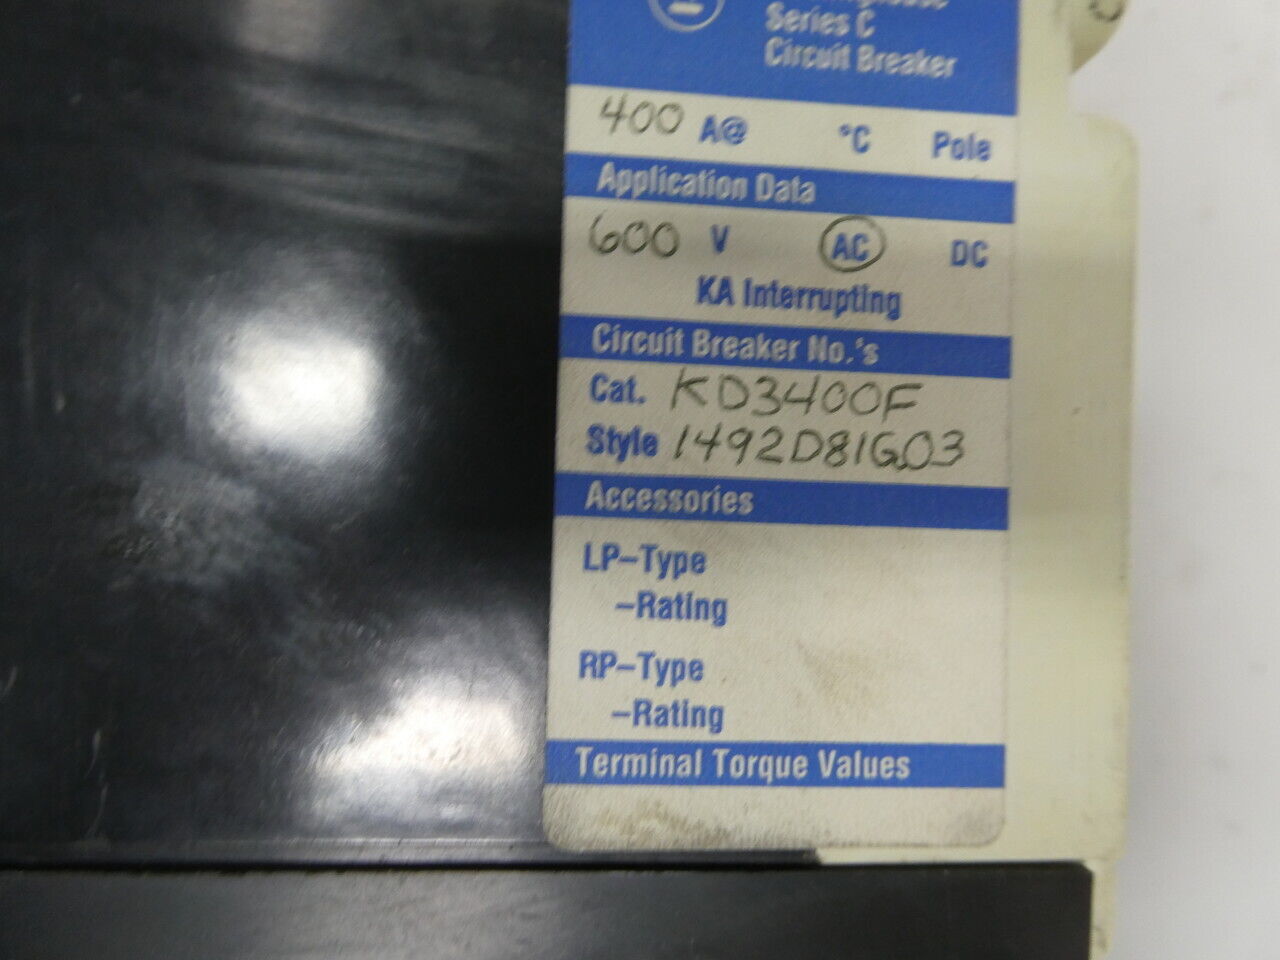 Series C
Circuit Breaker
400 A@ °C Pole
Application Data
600 V AC DC
KA Interrupting
Circuit Breaker No.'s
Cat. KD3400F
Style 1492D81G03
Accessories
LP-Type
-Rating
RP-Type
-Rating
Terminal Torque Values